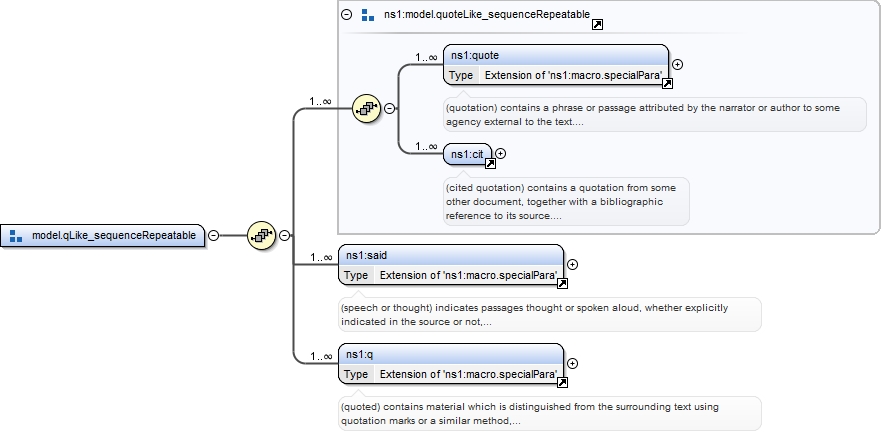 ns1:model.quoteLike_sequenceRepeatable
1..∞
ns1:quote
Type Extension of 'ns1:macro.specialPara'
(quotation) contains a phrase or passage attributed by the narrator or author to some
agency external to the text....
1..∞
1..∞
ns1:cit
(cited quotation) contains a quotation from some
other document, together with a bibliographic
reference to its source....
model.qLike_sequenceRepeatable
1..∞
ns1:said
Type Extension of 'ns1:macro.specialPara'
(speech or thought) indicates passages thought or spoken aloud, whether explicitly
indicated in the source or not,...
1..∞
ns1:q
Type Extension of 'ns1:macro.specialPara'
(quoted) contains material which is distinguished from the surrounding text using
quotation marks or a similar method,...